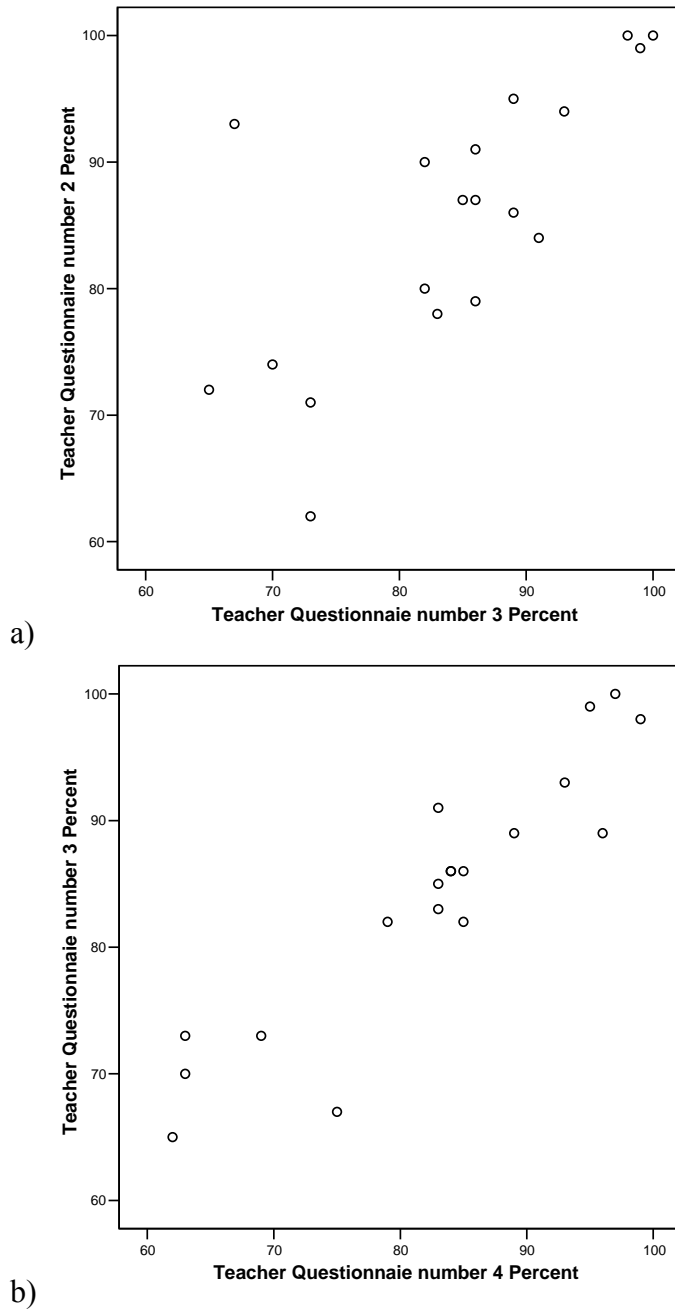 100
90
80
70
60
Teacher Questionnaire number 2 Percent
60 70 80 90 100
Teacher Questionnaie number 3 Percent
a)
100
90
80
70
60
Teacher Questionnaie number 3 Percent
60 70 80 90 100
Teacher Questionnaie number 4 Percent
b)